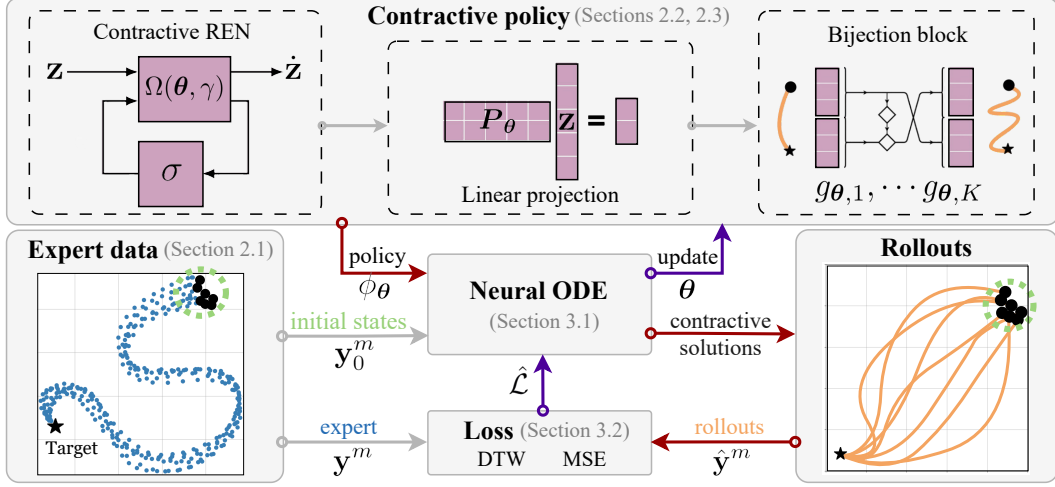 Contractive policy (Sections 2.2, 2.3)
Contractive REN
z
Ω(θ, γ)
ż
σ
P_θ
z
=
Linear projection
Bijection block
g_{θ,1}, ⋯ g_{θ,K}
Expert data (Section 2.1)
Target
policy
ϕ_θ
initial states
y_0^m
expert
y^m
Neural ODE
(Section 3.1)
update
θ
contractive
solutions
ℒ̂
Loss (Section 3.2)
DTW MSE
rollouts
ŷ^m
Rollouts